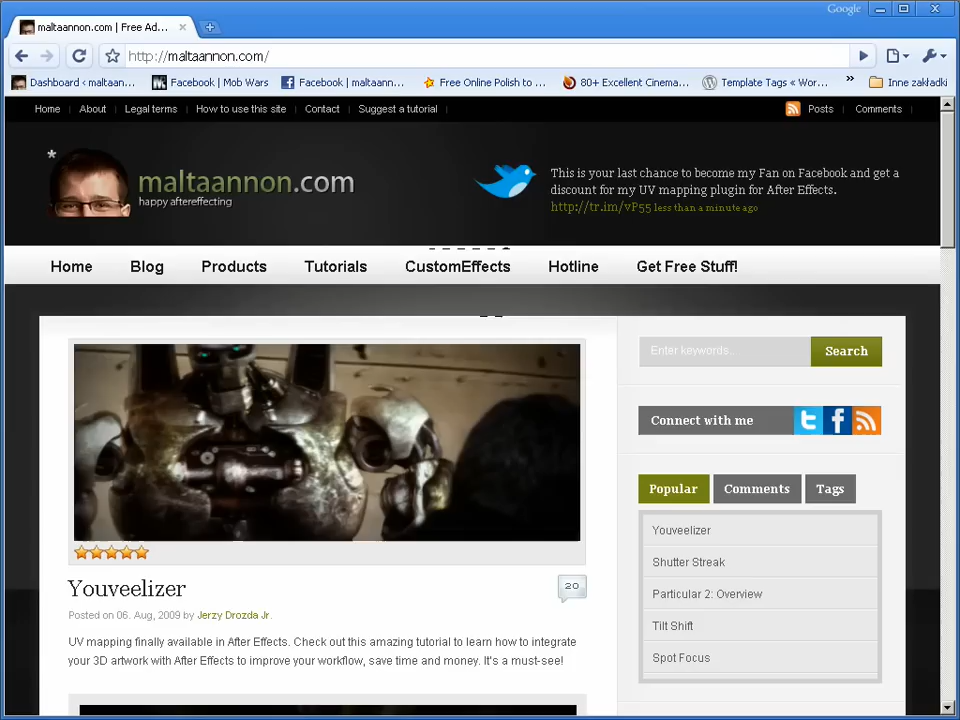 Google
maltaannon.com | Free Ad...
http://maltaannon.com/
Dashboard ‹ maltaan... Facebook | Mob Wars Facebook | maltaann... Free Online Polish to ... 80+ Excellent Cinema... Template Tags « Wor... » Inne zakładki
Home | About | Legal terms | How to use this site | Contact | Suggest a tutorial | Posts | Comments |
* maltaannon.com
happy aftereffecting
This is your last chance to become my Fan on Facebook and get a
discount for my UV mapping plugin for After Effects.
http://tr.im/vP55 less than a minute ago
Home Blog Products Tutorials CustomEffects Hotline Get Free Stuff!
Enter keywords.. Search
Connect with me
Popular Comments Tags
Youveelizer
Shutter Streak
Particular 2: Overview
Tilt Shift
Spot Focus
Youveelizer 20
Posted on 06. Aug, 2009 by Jerzy Drozda Jr.
UV mapping finally available in After Effects. Check out this amazing tutorial to learn how to integrate
your 3D artwork with After Effects to improve your workflow, save time and money. It's a must-see!